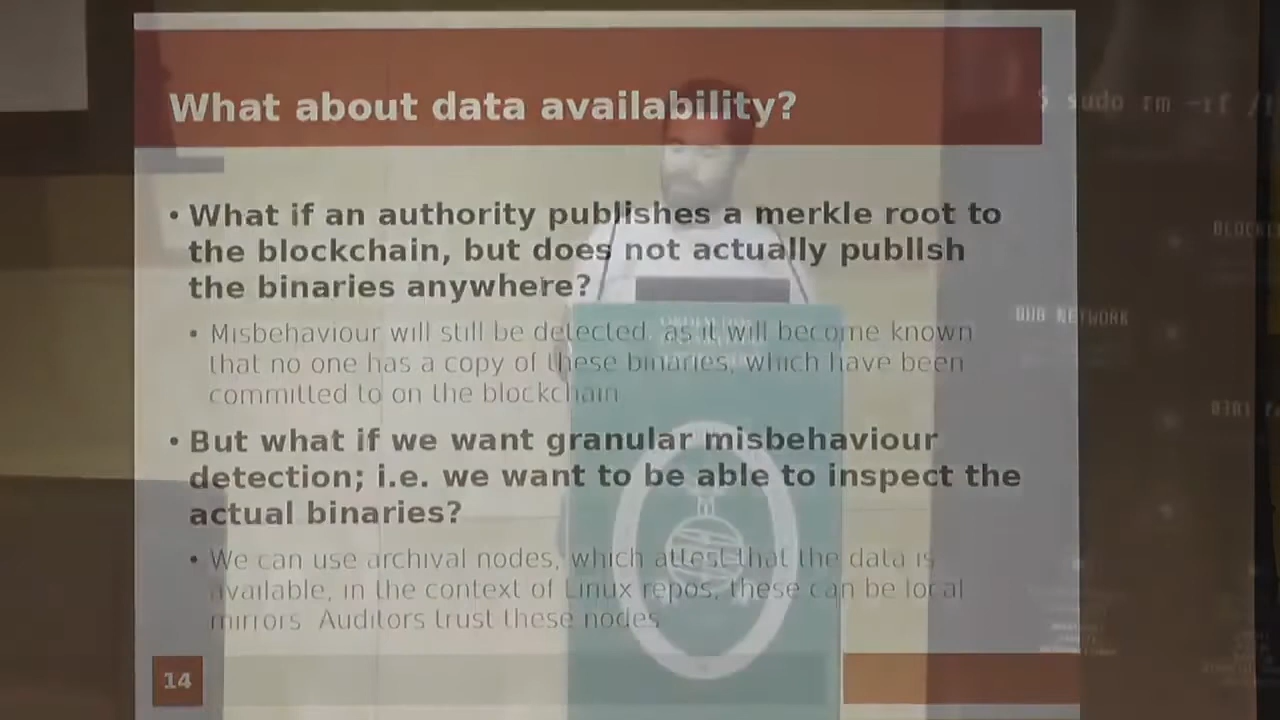 What about data availability?
$ sudo rm -rf /
• What if an authority publishes a merkle root to
the blockchain, but does not actually publish
the binaries anywhere?
• Misbehaviour will still be detected, as it will become known
that no one has a copy of these binaries, which have been
committed to on the blockchain
• But what if we want granular misbehaviour
detection; i.e. we want to be able to inspect the
actual binaries?
• We can use archival nodes, which attest that the data is
available, in the context of Linux repos, these can be local
mirrors Auditors trust these nodes
14